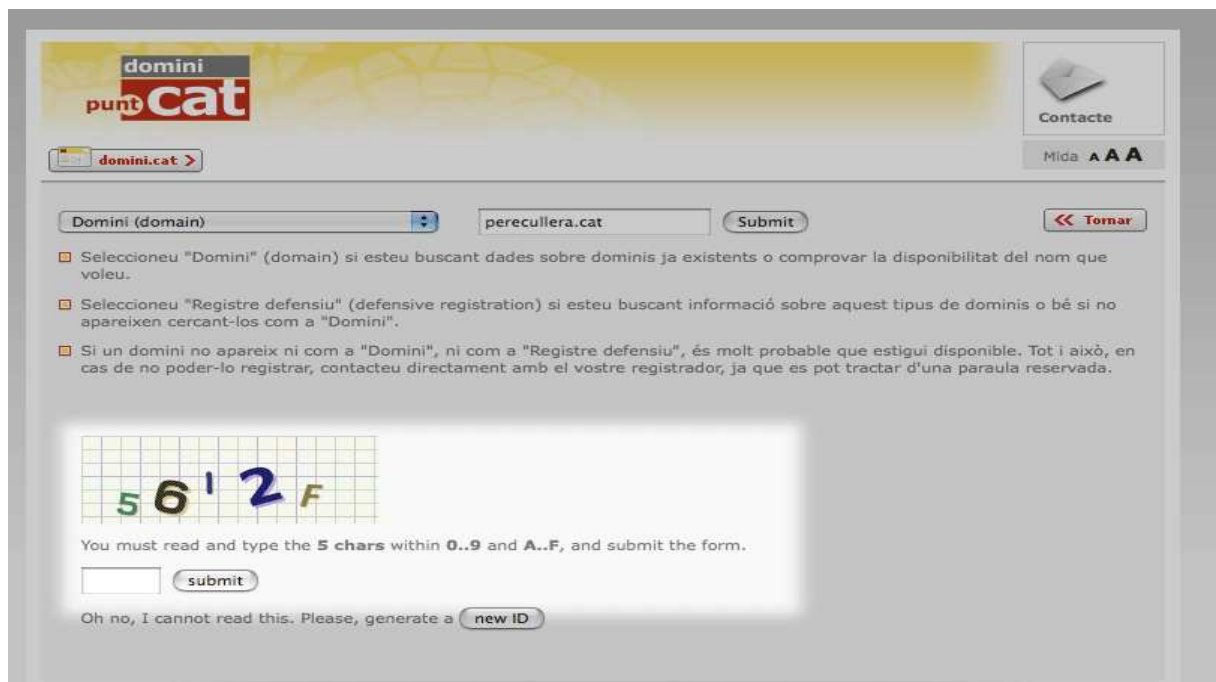 domini
punt cat
Contacte
domini.cat >
Mida A A A
Domini (domain)
perecullera.cat
Submit
<< Tornar
Seleccioneu "Domini" (domain) si esteu buscant dades sobre dominis ja existents o comprovar la disponibilitat del nom que
voleu.
Seleccioneu "Registre defensiu" (defensive registration) si esteu buscant informació sobre aquest tipus de dominis o bé si no
apareixen cercant-los com a "Domini".
Si un domini no apareix ni com a "Domini", ni com a "Registre defensiu", és molt probable que estigui disponible. Tot i això, en
cas de no poder-lo registrar, contacteu directament amb el vostre registrador, ja que es pot tractar d'una paraula reservada.
5 6 1 2 F
You must read and type the 5 chars within 0..9 and A..F, and submit the form.
submit
Oh no, I cannot read this. Please, generate a new ID